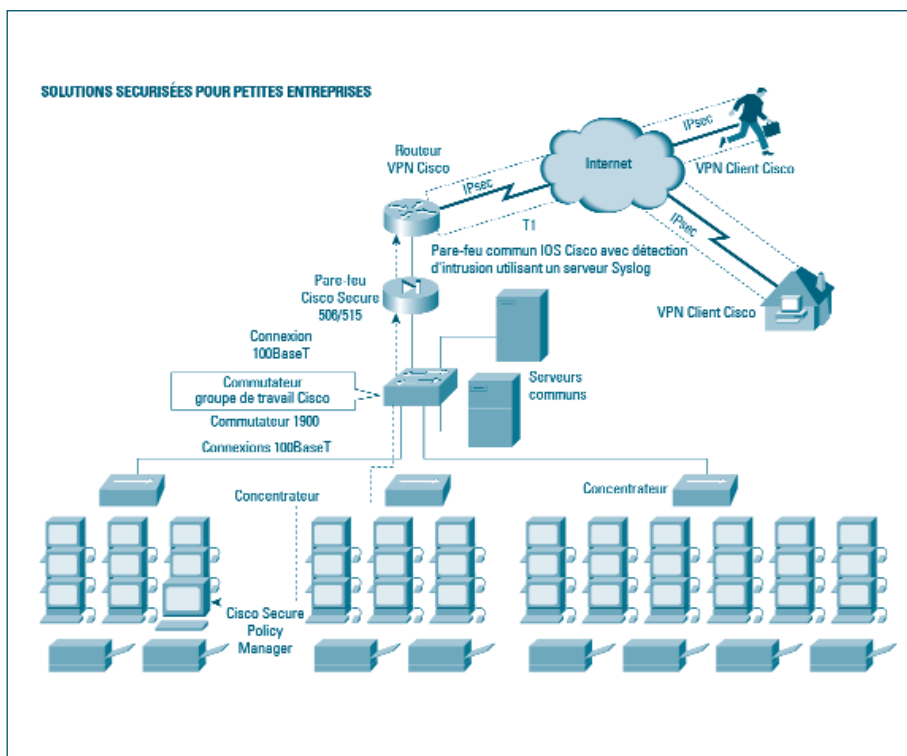 SOLUTIONS SECURISÉES POUR PETITES ENTREPRISES
IPsec
VPN Client Cisco
Internet
Routeur
VPN Cisco
IPsec
T1
IPsec
Pare-feu commun IOS Cisco avec détection
d'intrusion utilisant un serveur Syslog
VPN Client Cisco
Pare-feu
Cisco Secure
506/515
Connexion
100BaseT
Serveurs
communs
Commutateur
groupe de travail Cisco
Commutateur 1900
Connexions 100BaseT
Concentrateur
Concentrateur
Cisco Secure
Policy
Manager